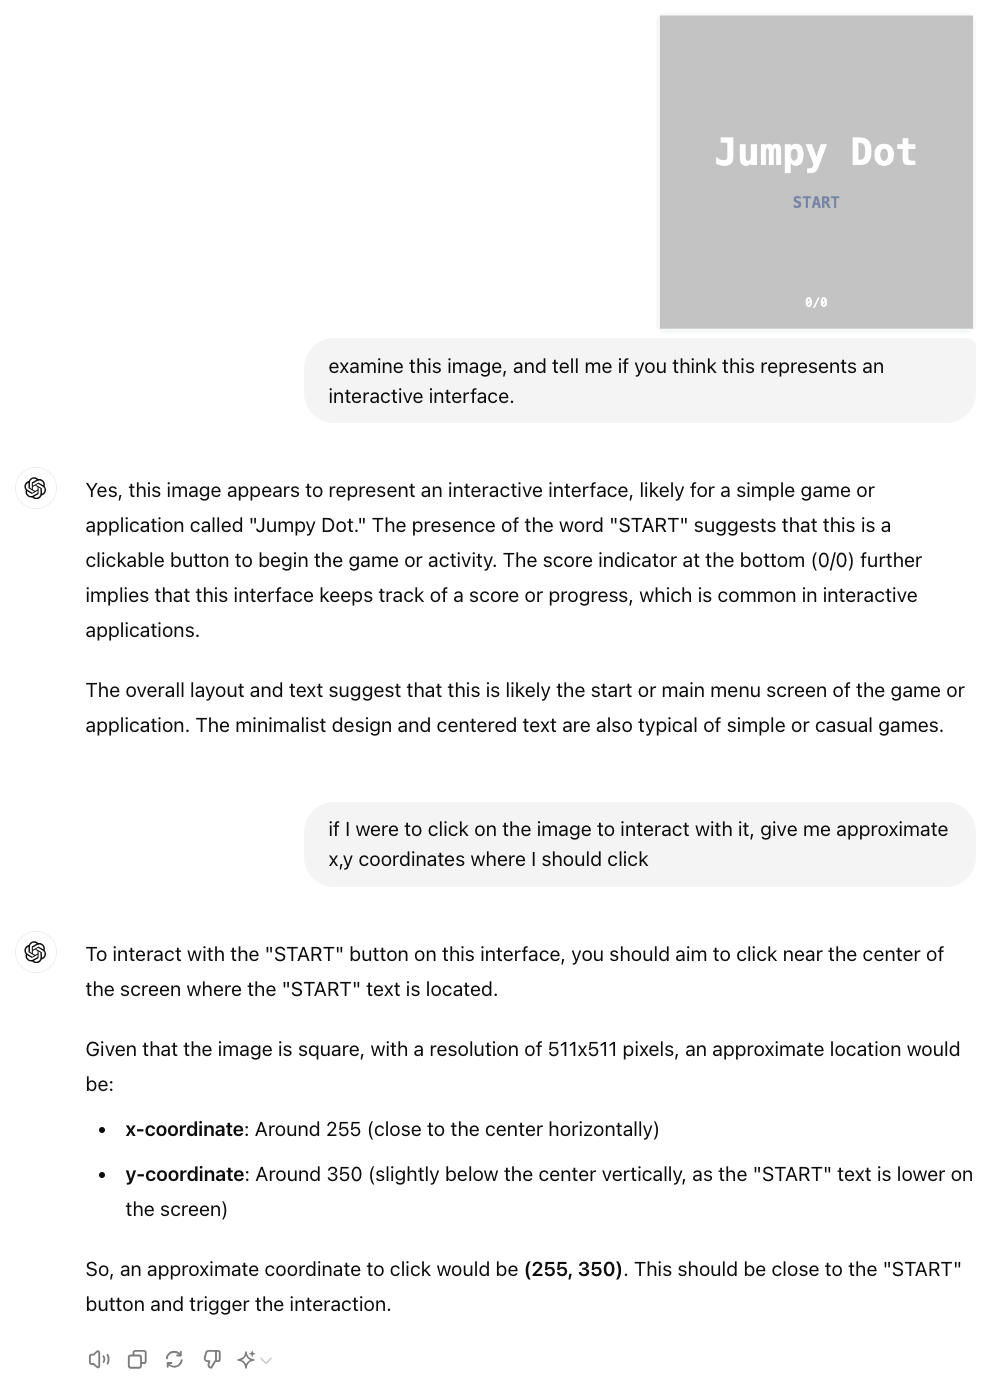 Jumpy Dot
START
0/0
examine this image, and tell me if you think this represents an
interactive interface.
Yes, this image appears to represent an interactive interface, likely for a simple game or
application called "Jumpy Dot." The presence of the word "START" suggests that this is a
clickable button to begin the game or activity. The score indicator at the bottom (0/0) further
implies that this interface keeps track of a score or progress, which is common in interactive
applications.
The overall layout and text suggest that this is likely the start or main menu screen of the game or
application. The minimalist design and centered text are also typical of simple or casual games.
if I were to click on the image to interact with it, give me approximate
x,y coordinates where I should click
To interact with the "START" button on this interface, you should aim to click near the center of
the screen where the "START" text is located.
Given that the image is square, with a resolution of 511x511 pixels, an approximate location would
be:
• x-coordinate: Around 255 (close to the center horizontally)
• y-coordinate: Around 350 (slightly below the center vertically, as the "START" text is lower on
the screen)
So, an approximate coordinate to click would be (255, 350). This should be close to the "START"
button and trigger the interaction.